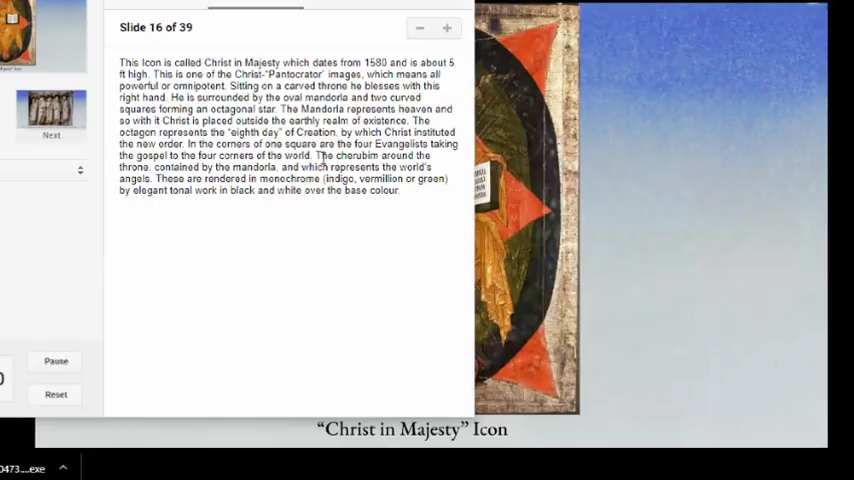 Slide 16 of 39
This Icon is called Christ in Majesty which dates from 1580 and is about 5
ft high. This is one of the Christ-"Pantocrator' images, which means all
powerful or omnipotent. Sitting on a carved throne he blesses with this
right hand. He is surrounded by the oval mandorla and two curved
squares forming an octagonal star. The Mandorla represents heaven and
so with it Christ is placed outside the earthly realm of existence. The
octagon represents the "eighth day" of Creation, by which Christ instituted
the new order. In the corners of one square are the four Evangelists taking
the gospel to the four corners of the world. The cherubim around the
throne, contained by the mandorla, and which represents the world's
angels. These are rendered in monochrome (indigo, vermillion or green)
by elegant tonal work in black and white over the base colour.
Next
Pause
0
Reset
"Christ in Majesty" Icon
0473....exe